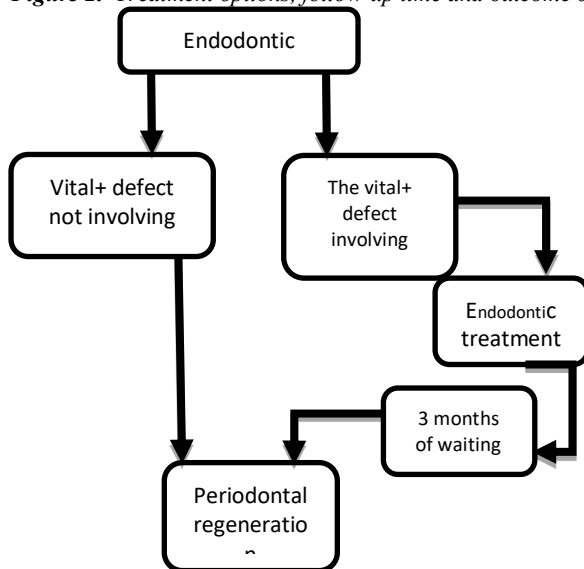 Figure 2. Treatment options, follow-up time and outcome
Endodontic
Vital+ defect
not involving
The vital+
defect
involving
Endodontic
treatment
3 months
of waiting
Periodontal
regeneratio
n